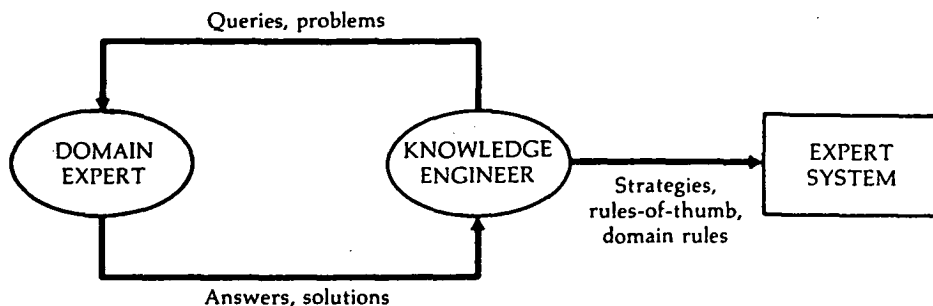 Queries, problems
DOMAIN
EXPERT
KNOWLEDGE
ENGINEER
EXPERT
SYSTEM
Strategies,
rules-of-thumb,
domain rules
Answers, solutions